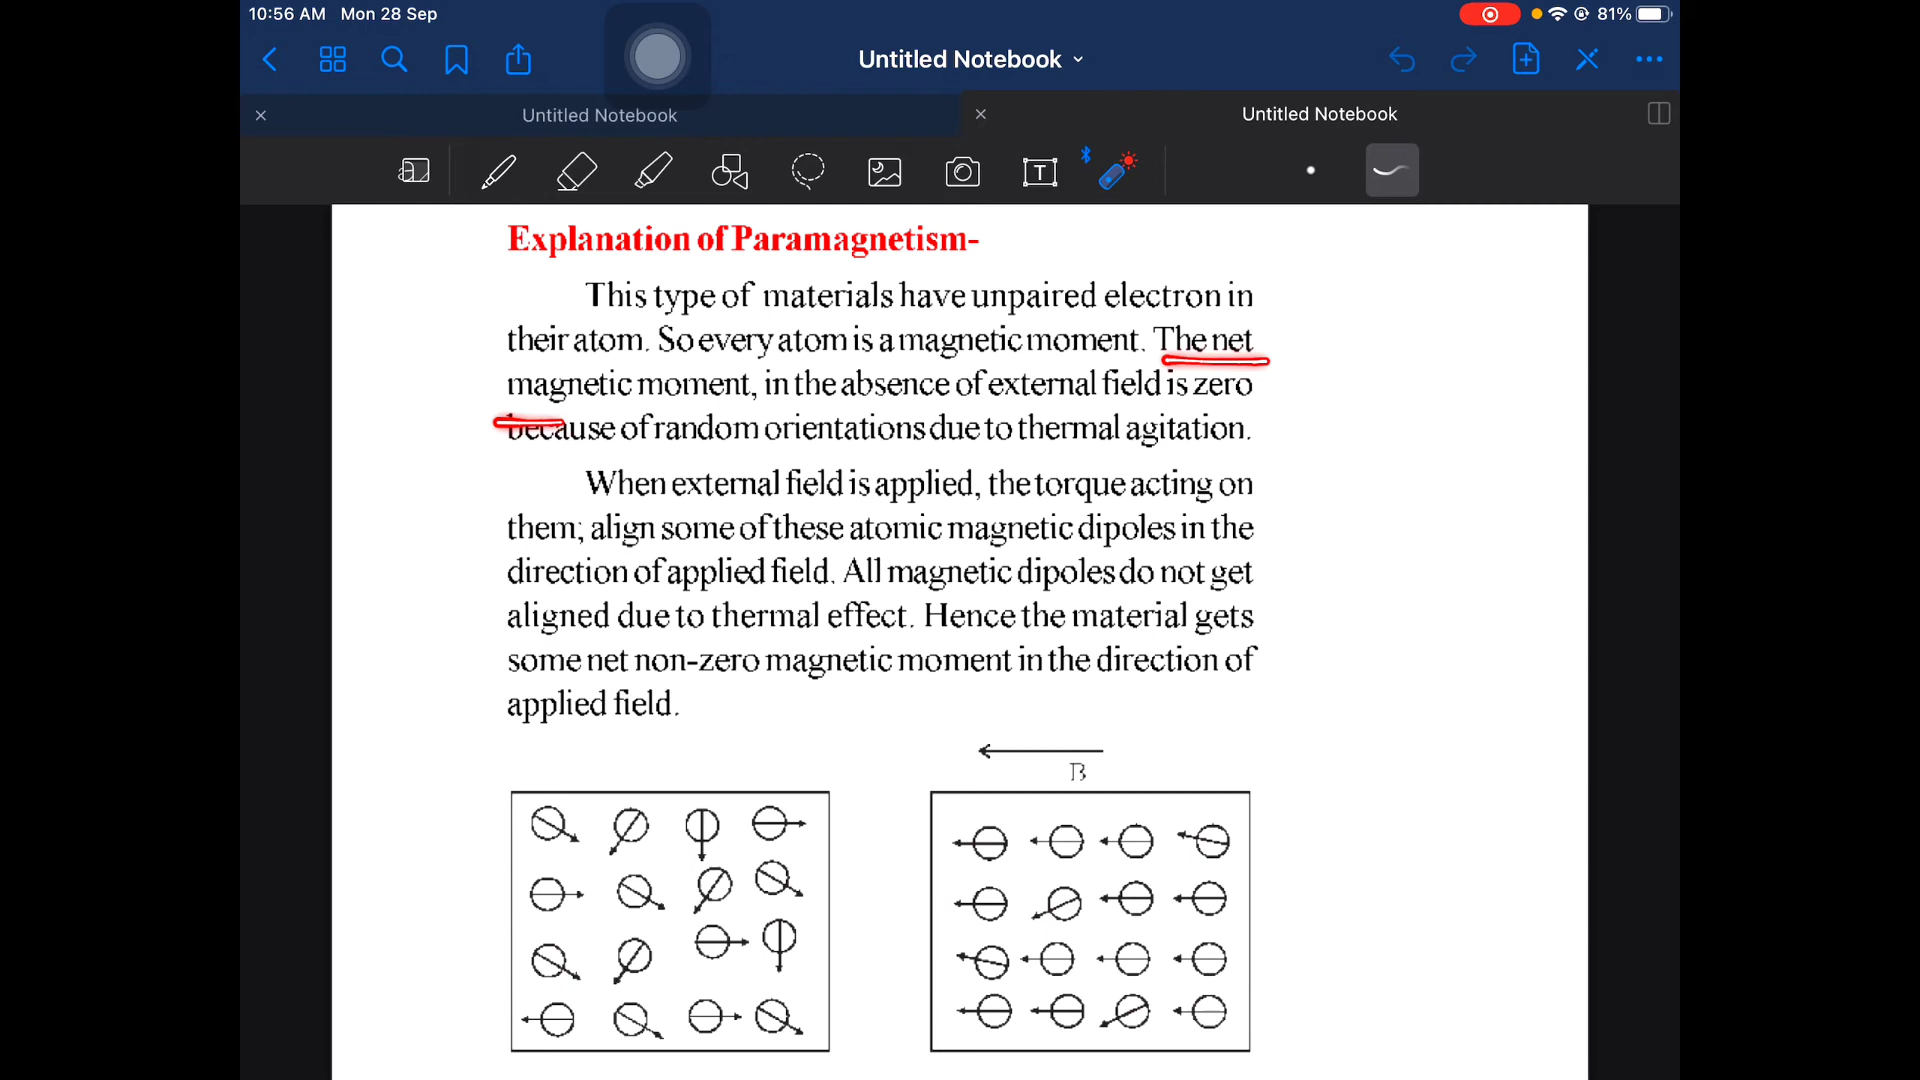 10:56 AM Mon 28 Sep
81%
Untitled Notebook
Untitled Notebook
Untitled Notebook
T
Explanation of Paramagnetism-
This type of materials have unpaired electron in
their atom. So every atom is a magnetic moment. The net
magnetic moment, in the absence of external field is zero
because of random orientations due to thermal agitation.
When external field is applied, the torque acting on
them; align some of these atomic magnetic dipoles in the
direction of applied field. All magnetic dipoles do not get
aligned due to thermal effect. Hence the material gets
some net non-zero magnetic moment in the direction of
applied field.
B